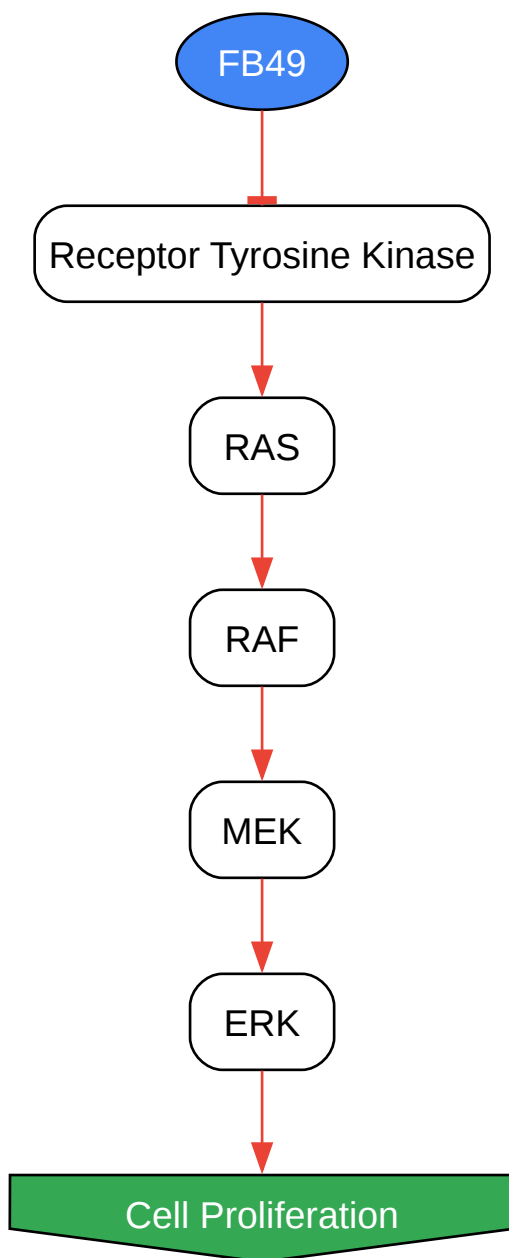 FB49
Receptor Tyrosine Kinase
RAS
RAF
MEK
ERK
Cell Proliferation